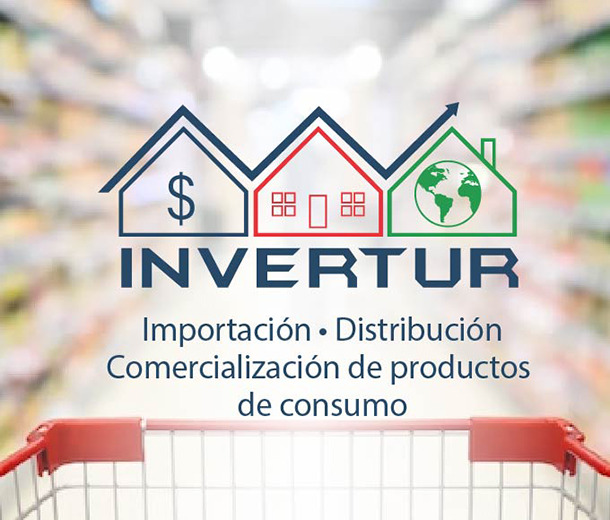 $
INVERTUR
Importación • Distribución
Comercialización de productos
de consumo